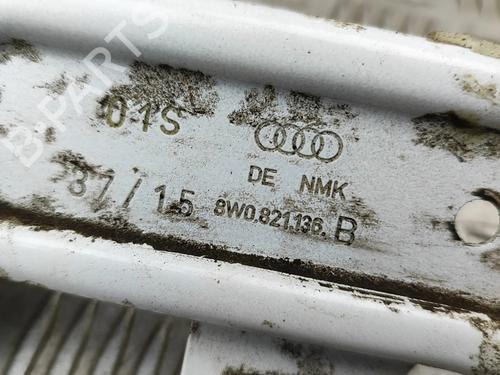 B-PARTS
01S
DE NMK
37/15 8W0.821.136. B